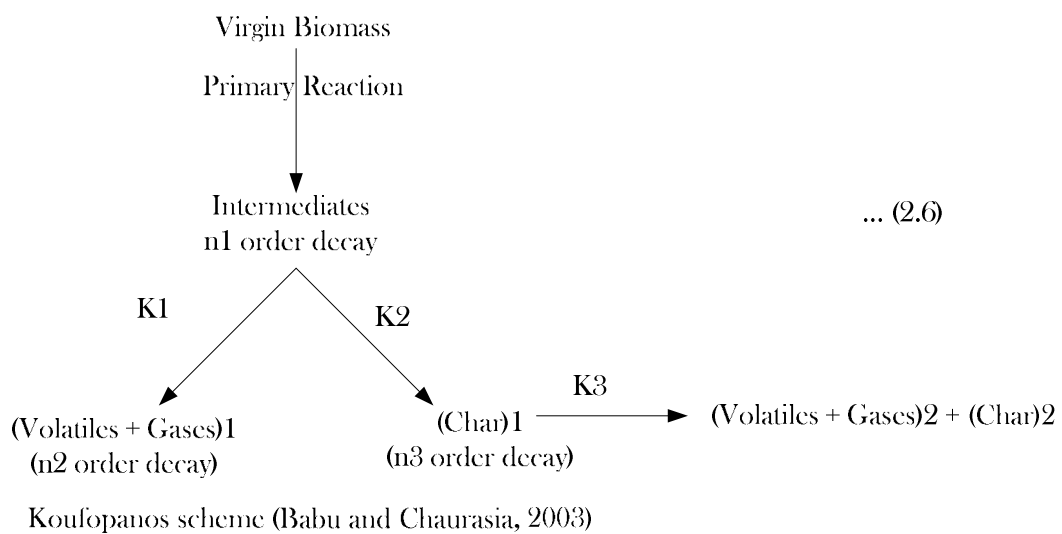 Virgin Biomass
Primary Reaction
Intermediates
n1 order decay
... (2.6)
K1
K2
K3
(Volatiles + Gases)1
(n2 order decay)
(Char)1
(n3 order decay)
(Volatiles + Gases)2 + (Char)2
Koufopanos scheme (Babu and Chaurasia, 2003)